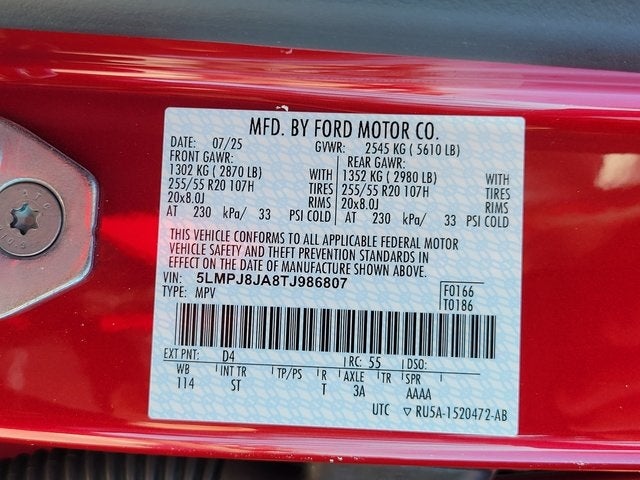 MFD. BY FORD MOTOR CO.
DATE: 07/25 GVWR: 2545 KG ( 5610 LB)
FRONT GAWR: REAR GAWR:
1302 KG ( 2870 LB) WITH 1352 KG ( 2980 LB) WITH
255/55 R20 107H TIRES 255/55 R20 107H TIRES
20x8.0J RIMS 20x8.0J RIMS
AT 230 kPa/ 33 PSI COLD AT 230 kPa/ 33 PSI COLD
THIS VEHICLE CONFORMS TO ALL APPLICABLE FEDERAL MOTOR
VEHICLE SAFETY AND THEFT PREVENTION STANDARDS IN
EFFECT ON THE DATE OF MANUFACTURE SHOWN ABOVE.
VIN: 5LMPJ8JA8TJ986807
TYPE: MPV
F0166
T0186
EXT PNT: D4 RC: 55 DSO:
WB INT TR TP/PS R AXLE TR SPR
114 ST T 3A AAAA
UTC ▽ RU5A-1520472-AB